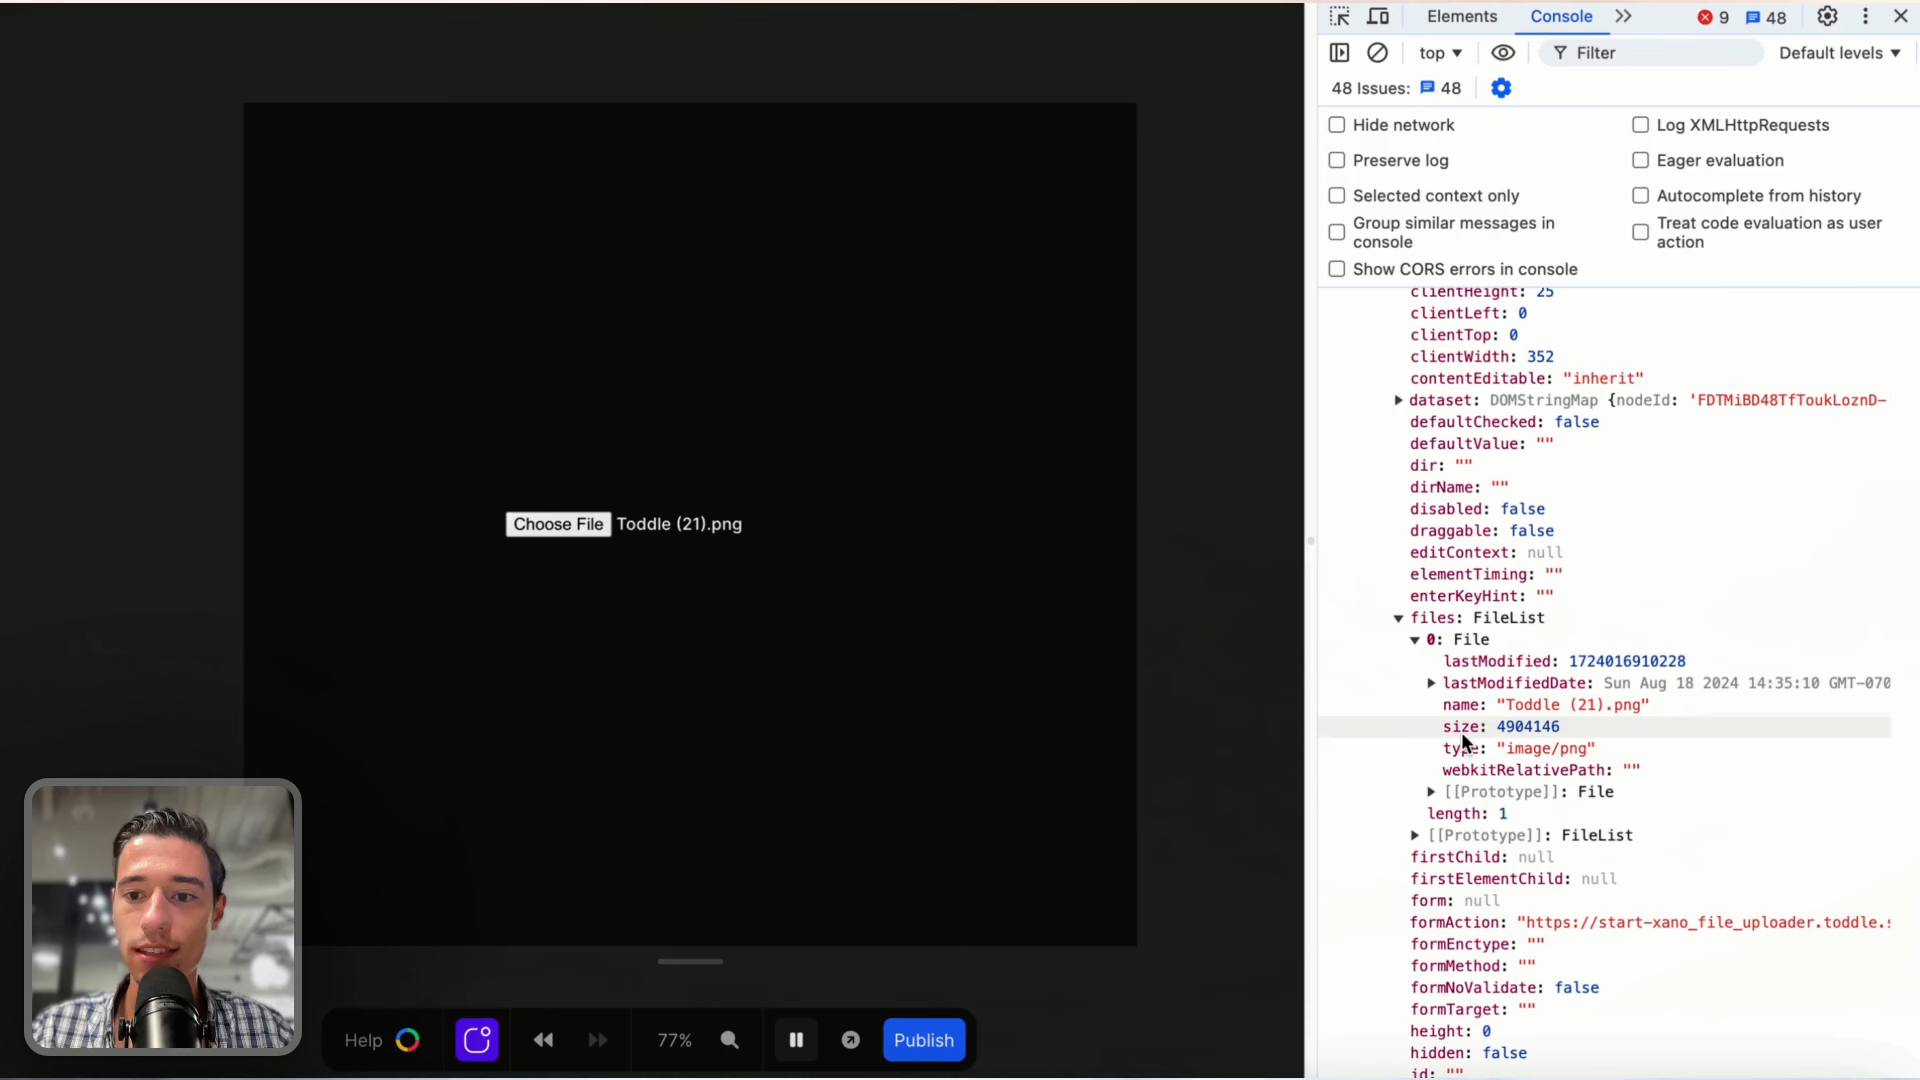 Elements
Console
9
48
top
Filter
Default levels
48 Issues:
48
Hide network
Log XMLHttpRequests
Preserve log
Eager evaluation
Selected context only
Autocomplete from history
Group similar messages in
console
Treat code evaluation as user
action
Show CORS errors in console
clientHeight: 25
clientLeft: 0
clientTop: 0
clientWidth: 352
contentEditable: "inherit"
dataset: DOMStringMap {nodeId: 'FDTMiBD48TfToukLoznD-
defaultChecked: false
defaultValue: ""
dir: ""
dirName: ""
disabled: false
draggable: false
editContext: null
elementTiming: ""
enterKeyHint: ""
files: FileList
0: File
lastModified: 1724016910228
lastModifiedDate: Sun Aug 18 2024 14:35:10 GMT-070
name: "Toddle (21).png"
size: 4904146
type: "image/png"
webkitRelativePath: ""
[[Prototype]]: File
length: 1
[[Prototype]]: FileList
firstChild: null
firstElementChild: null
form: null
formAction: "https://start-xano_file_uploader.toddle.s
formEnctype: ""
formMethod: ""
formNoValidate: false
formTarget: ""
height: 0
hidden: false
id: ""
Choose File Toddle (21).png
Help
77%
Publish